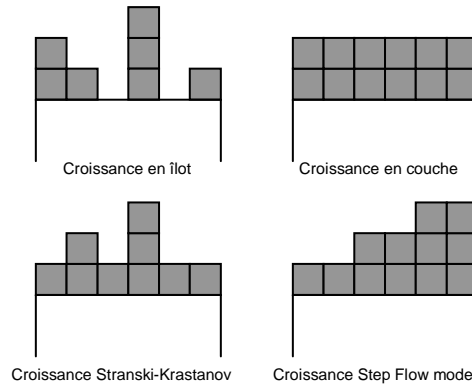 Croissance en îlot
Croissance en couche
Croissance Stranski-Krastanov
Croissance Step Flow mode